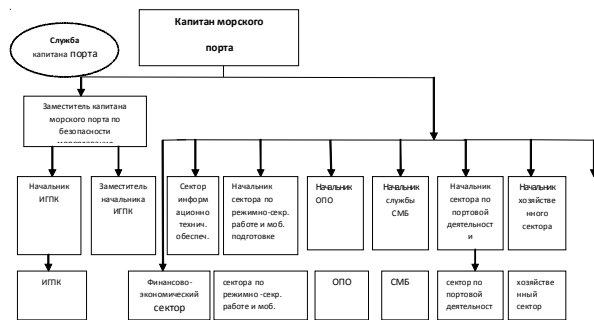 Капитан морского
порта
Служба
капитана порта
Заместитель капитана
морского порта по
безопасности
Начальник
ИГПК
Заместитель
начальника
ИГПК
Сектор
информ
ационно
технич.
обеспеч.
Начальник
сектора по
режимно-секр.
работе и моб.
подготовке
Начальник
ОПО
Начальник
службы
СМБ
Начальник
сектора по
портовой
деятельност
и
Начальник
хозяйстве
нного
сектора
ИГПК
Финансово-
экономический
сектор
сектора по
режимно -секр.
работе и моб.
ОПО
СМБ
сектор по
портовой
деятельност
хозяйстве
нный
сектор